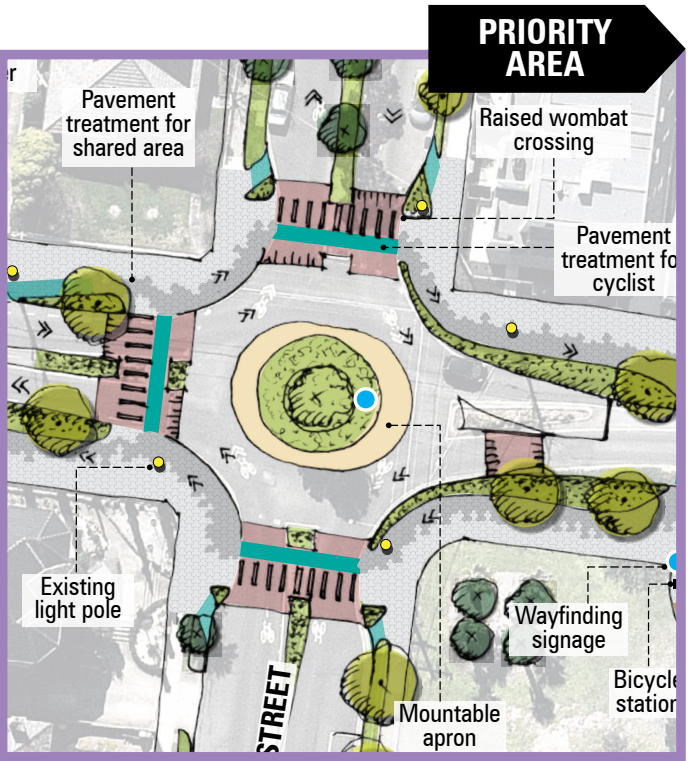 PRIORITY
AREA
er
Pavement
treatment for
shared area
Raised wombat
crossing
Pavement
treatment fo
cyclist
Existing
light pole
Wayfinding
signage
Bicycle
station
Mountable
apron
STREET